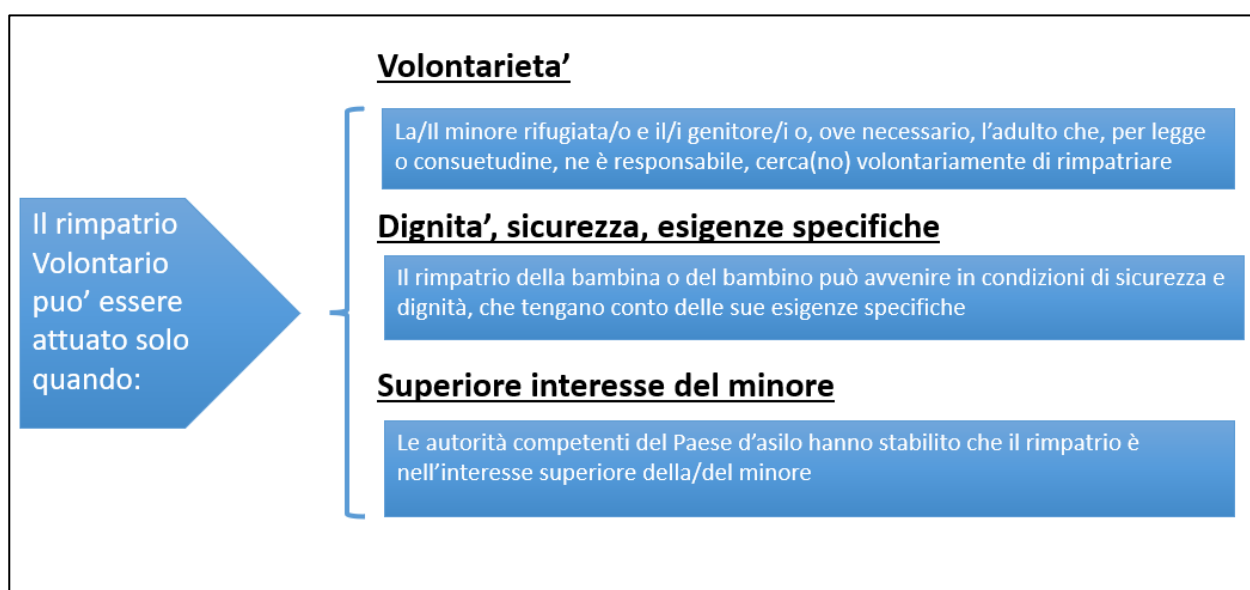 Il rimpatrio
Volontario
puo’ essere
attuato solo
quando:
Volontarieta’
La/Il minore rifugiata/o e il/i genitore/i o, ove necessario, l’adulto che, per legge
o consuetudine, ne è responsabile, cerca(no) volontariamente di rimpatriare
Dignita’, sicurezza, esigenze specifiche
Il rimpatrio della bambina o del bambino può avvenire in condizioni di sicurezza e
dignità, che tengano conto delle sue esigenze specifiche
Superiore interesse del minore
Le autorità competenti del Paese d’asilo hanno stabilito che il rimpatrio è
nell’interesse superiore della/del minore